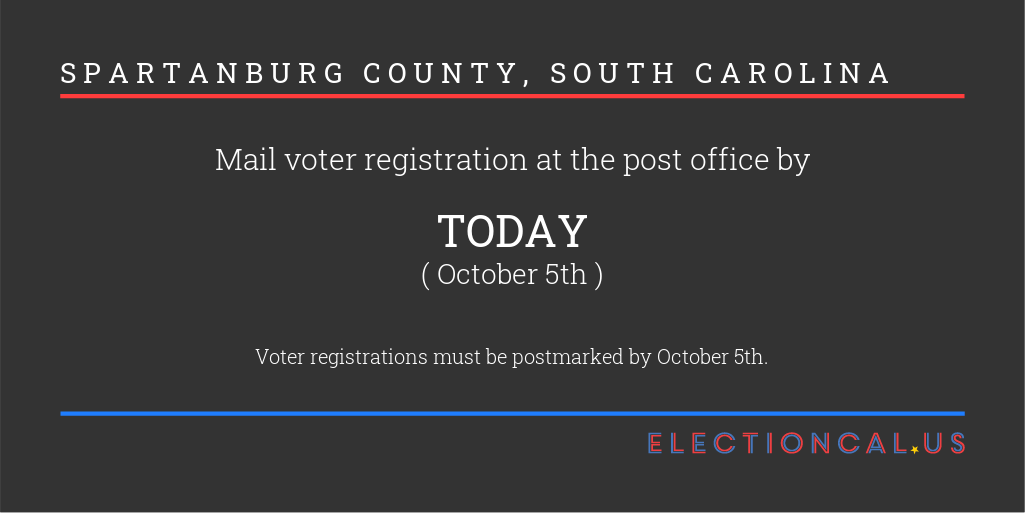 SPARTANBURG COUNTY, SOUTH CAROLINA
Mail voter registration at the post office by
TODAY
( October 5th )
Voter registrations must be postmarked by October 5th.
ELECTIONCAL.US